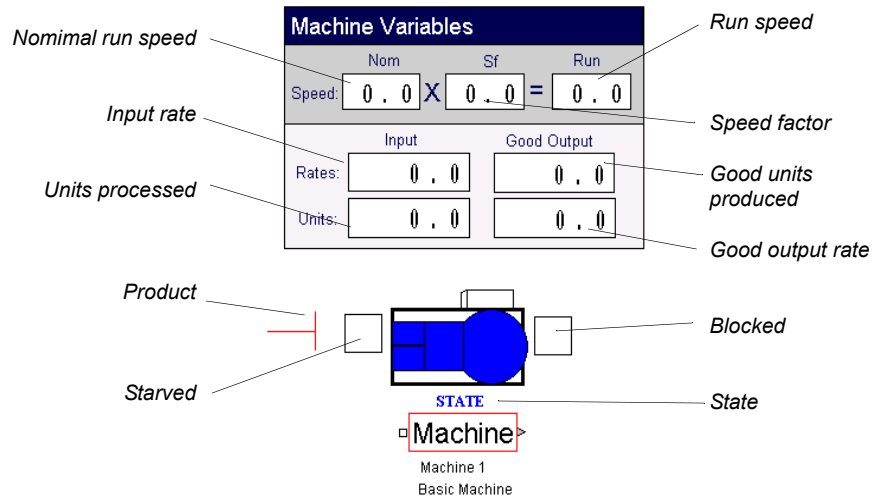 Machine Variables
Nomimal run speed
Run speed
Nom Sf Run
Speed: 0.0 X 0.0 = 0.0
Input rate
Speed factor
Input Good Output
Rates: 0.0 0.0
Good units
produced
Units processed
Units: 0.0 0.0
Good output rate
Product
Blocked
Starved
STATE
State
Machine
Machine 1
Basic Machine